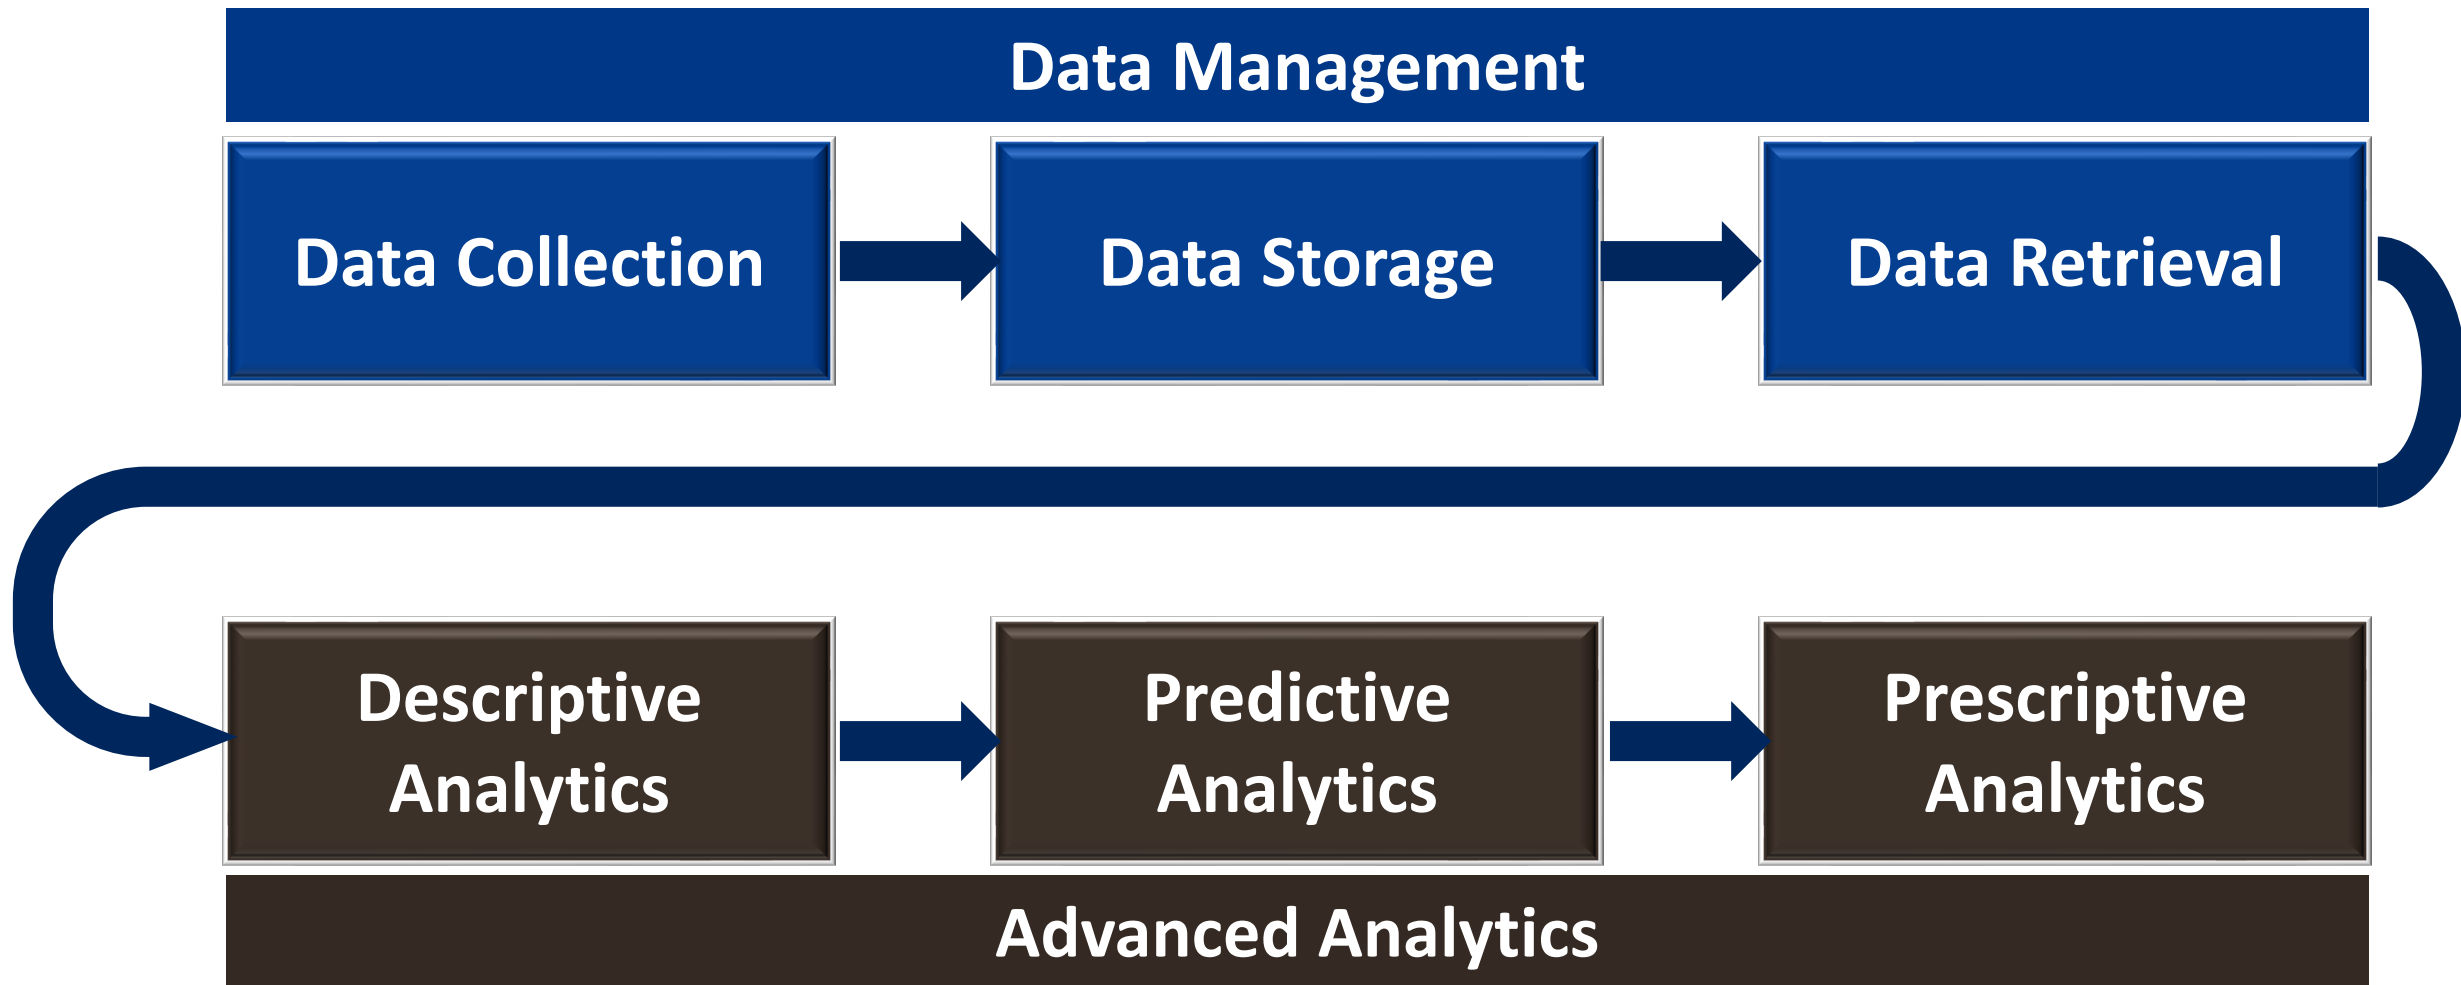 Data Management
Data Collection
Data Storage
Data Retrieval
Descriptive
Analytics
Predictive
Analytics
Prescriptive
Analytics
Advanced Analytics